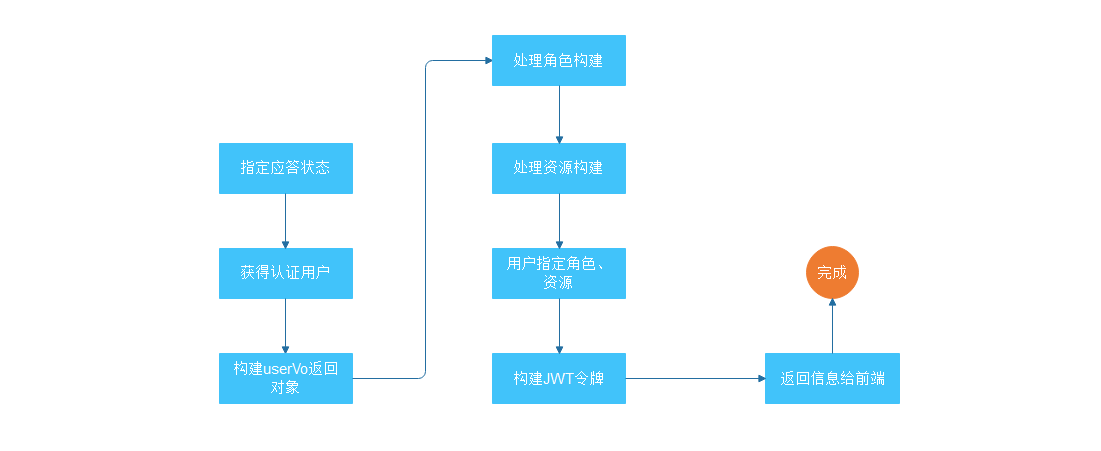 指定应答状态
获得认证用户
构建userVo返回
对象
处理角色构建
处理资源构建
用户指定角色、
资源
构建JWT令牌
返回信息给前端
完成